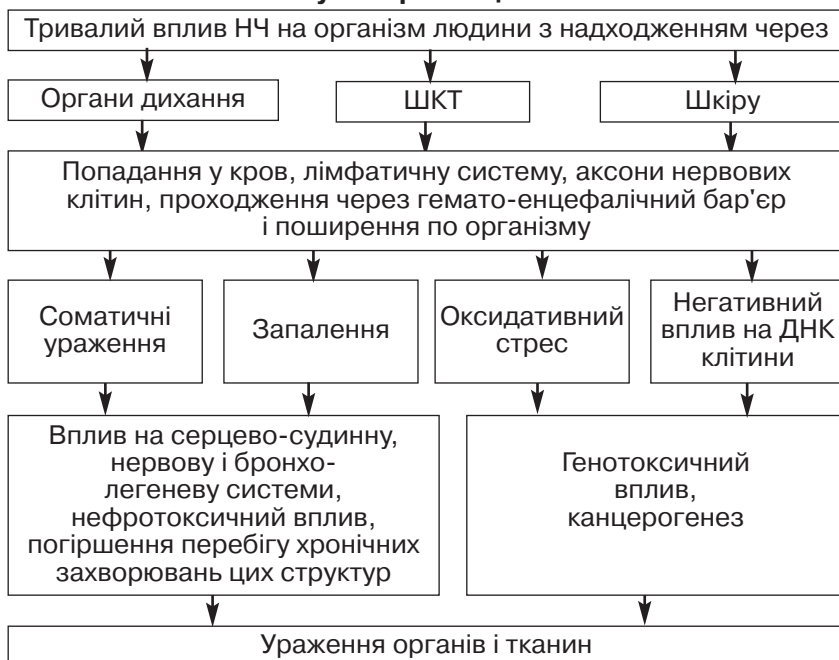 Тривалий вплив НЧ на організм людини з надходженням через
Органи дихання
ШКТ
Шкіру
Попадання у кров, лімфатичну систему, аксони нервових
клітин, проходження через гемато-енцефалічний бар'єр
і поширення по організму
Соматичні
ураження
Запалення
Оксидативний
стрес
Негативний
вплив на ДНК
клітини
Вплив на серцево-судинну,
нервову і бронхо-
легеневу системи,
нефротоксичний вплив,
погіршення перебігу хронічних
захворювань цих структур
Генотоксичний
вплив,
канцерогенез
Ураження органів і тканин